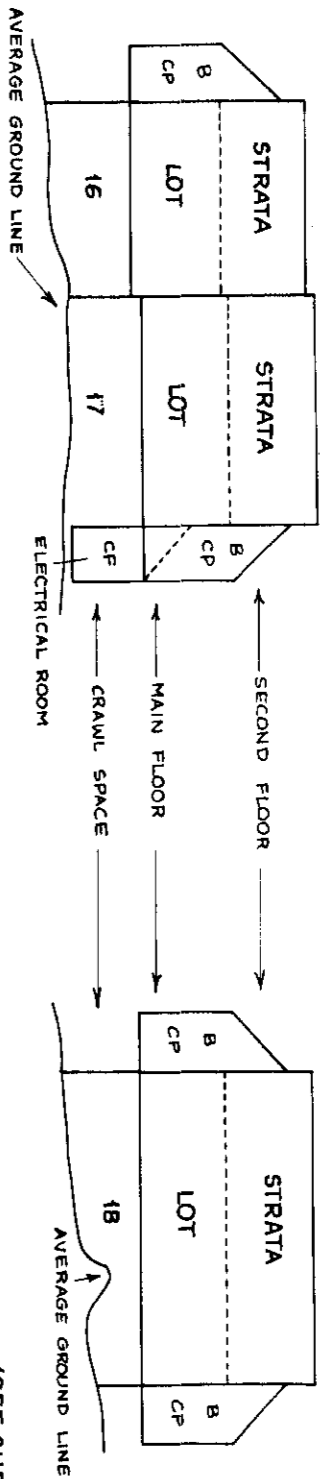 AVERAGE GROUND LINE
B
CP
STRATA
LOT
16
STRATA
LOT
17
B
CP
CP
ELECTRICAL ROOM
SECOND FLOOR
MAIN FLOOR
CRAWL SPACE
B
CP
STRATA
LOT
18
AVERAGE GROUND LINE
B
CP